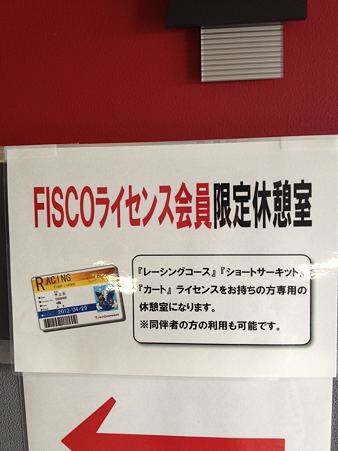 FISCOライセンス会員限定休憩室
RACING
『レーシングコース』『ショートサーキット』
『カート』ライセンスをお持ちの方専用の
休憩室になります。
2012/04/29
※同伴者の方の利用も可能です。